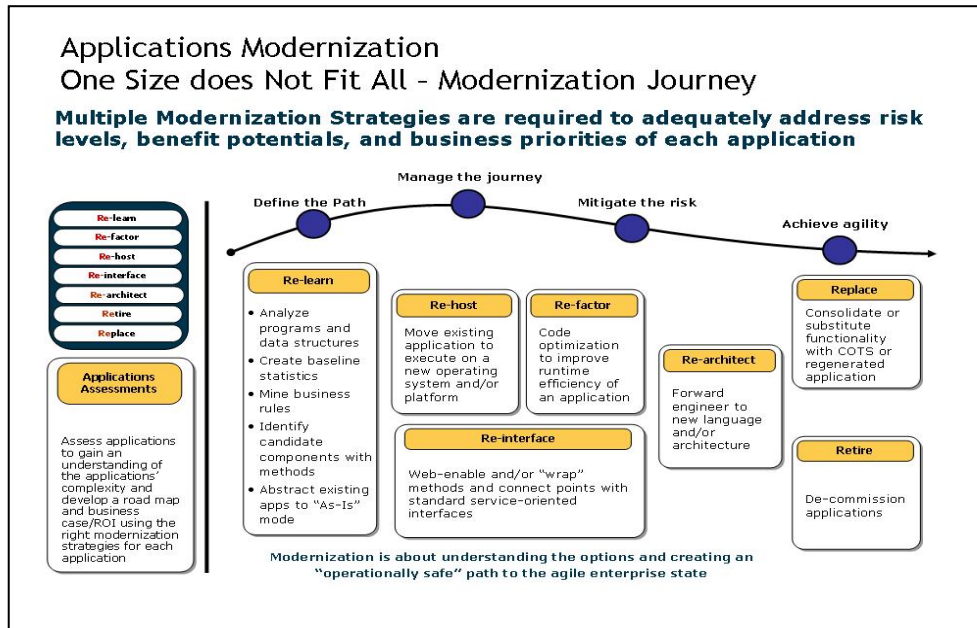 Applications Modernization
One Size does Not Fit All - Modernization Journey
Multiple Modernization Strategies are required to adequately address risk
levels, benefit potentials, and business priorities of each application
Re-learn
Re-factor
Re-host
Re-interface
Re-architect
Retire
Replace
Applications
Assessments
Assess applications
to gain an
understanding of
the applications'
complexity and
develop a road map
and business
case/ROI using the
right modernization
strategies for each
application
Define the Path
Manage the journey
Mitigate the risk
Achieve agility
Re-learn
• Analyze
programs and
data structures
• Create baseline
statistics
• Mine business
rules
• Identify
candidate
components with
methods
• Abstract existing
apps to "As-Is"
mode
Re-host
Move existing
application to
execute on a
new operating
system and/or
platform
Re-factor
Code
optimization to
improve
runtime
efficiency of
an application
Re-interface
Web-enable and/or "wrap"
methods and connect points with
standard service-oriented
interfaces
Re-architect
Forward
engineer to
new language
and/or
architecture
Replace
Consolidate or
substitute
functionality
with COTS or
regenerated
application
Retire
De-commission
applications
Modernization is about understanding the options and creating an
"operationally safe" path to the agile enterprise state